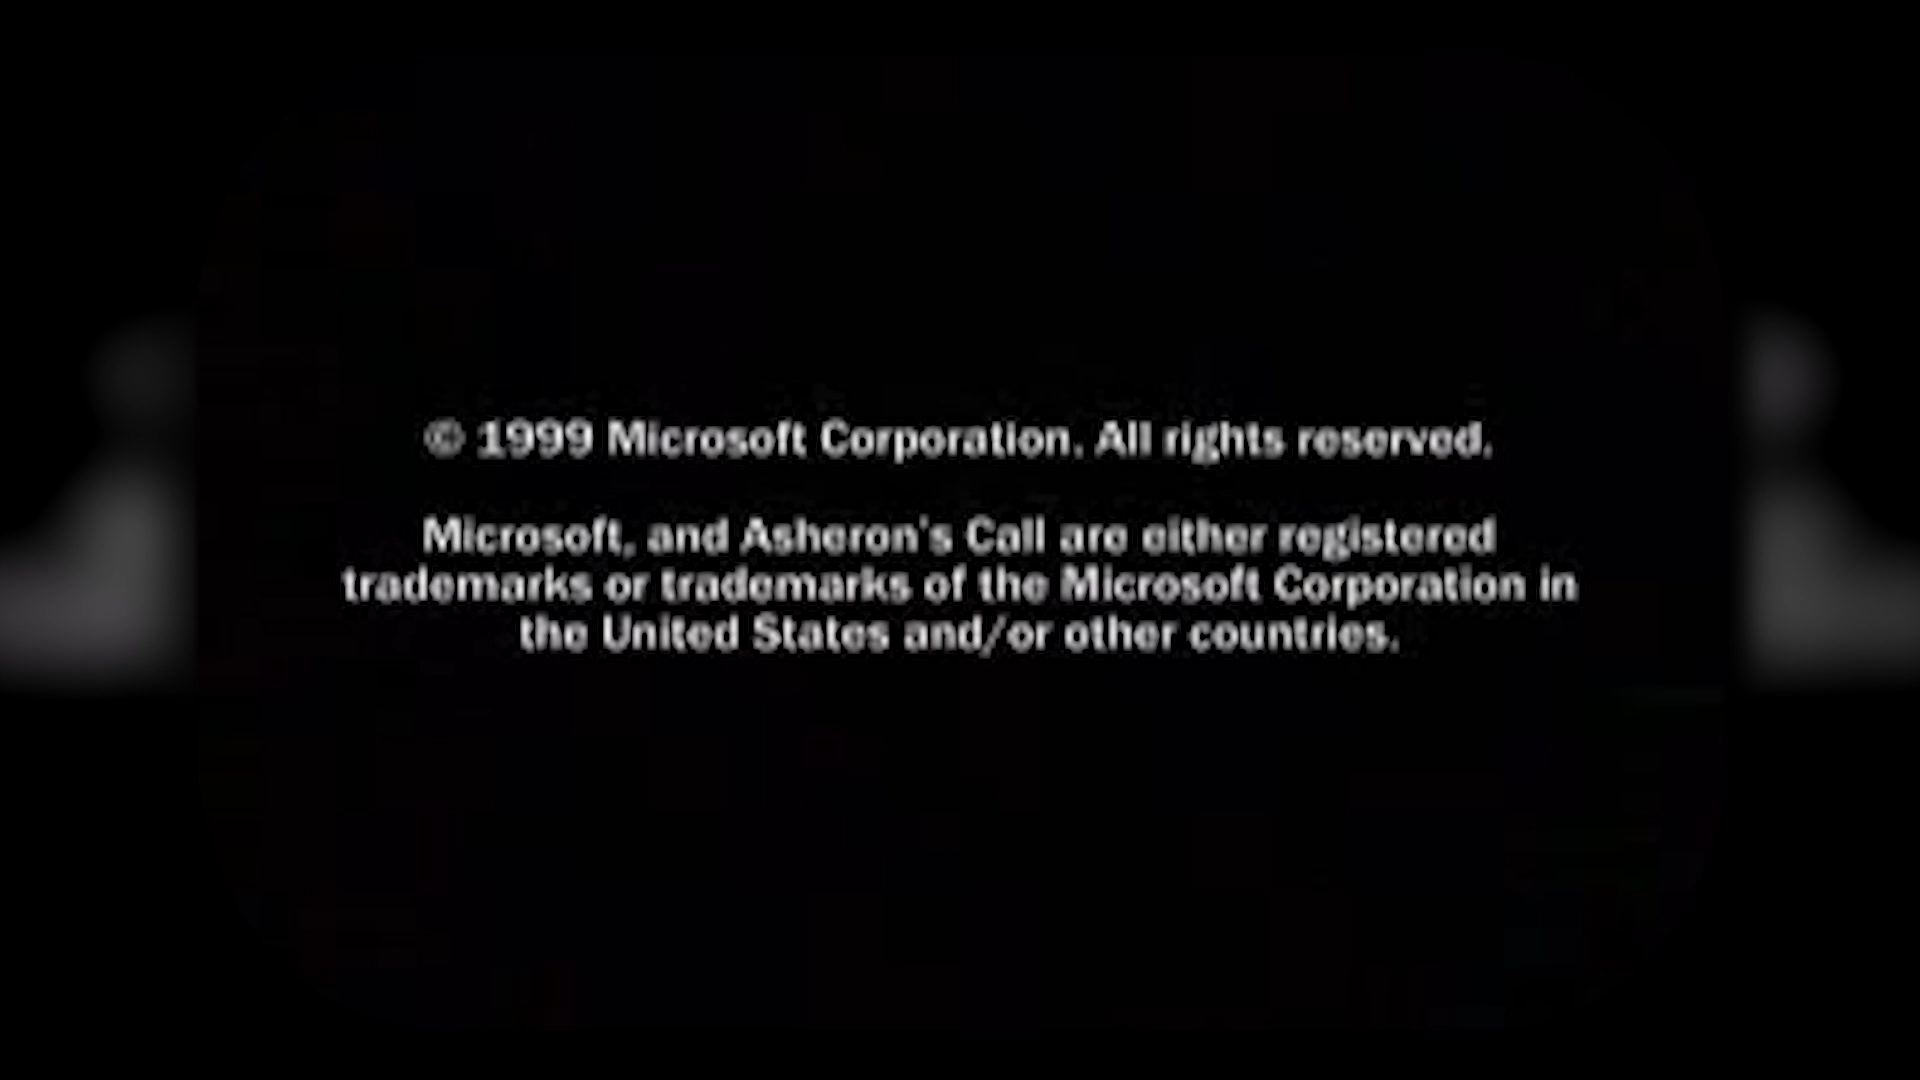 © 1999 Microsoft Corporation. All rights reserved.
Microsoft, and Asheron's Call are either registered
trademarks or trademarks of the Microsoft Corporation in
the United States and/or other countries.